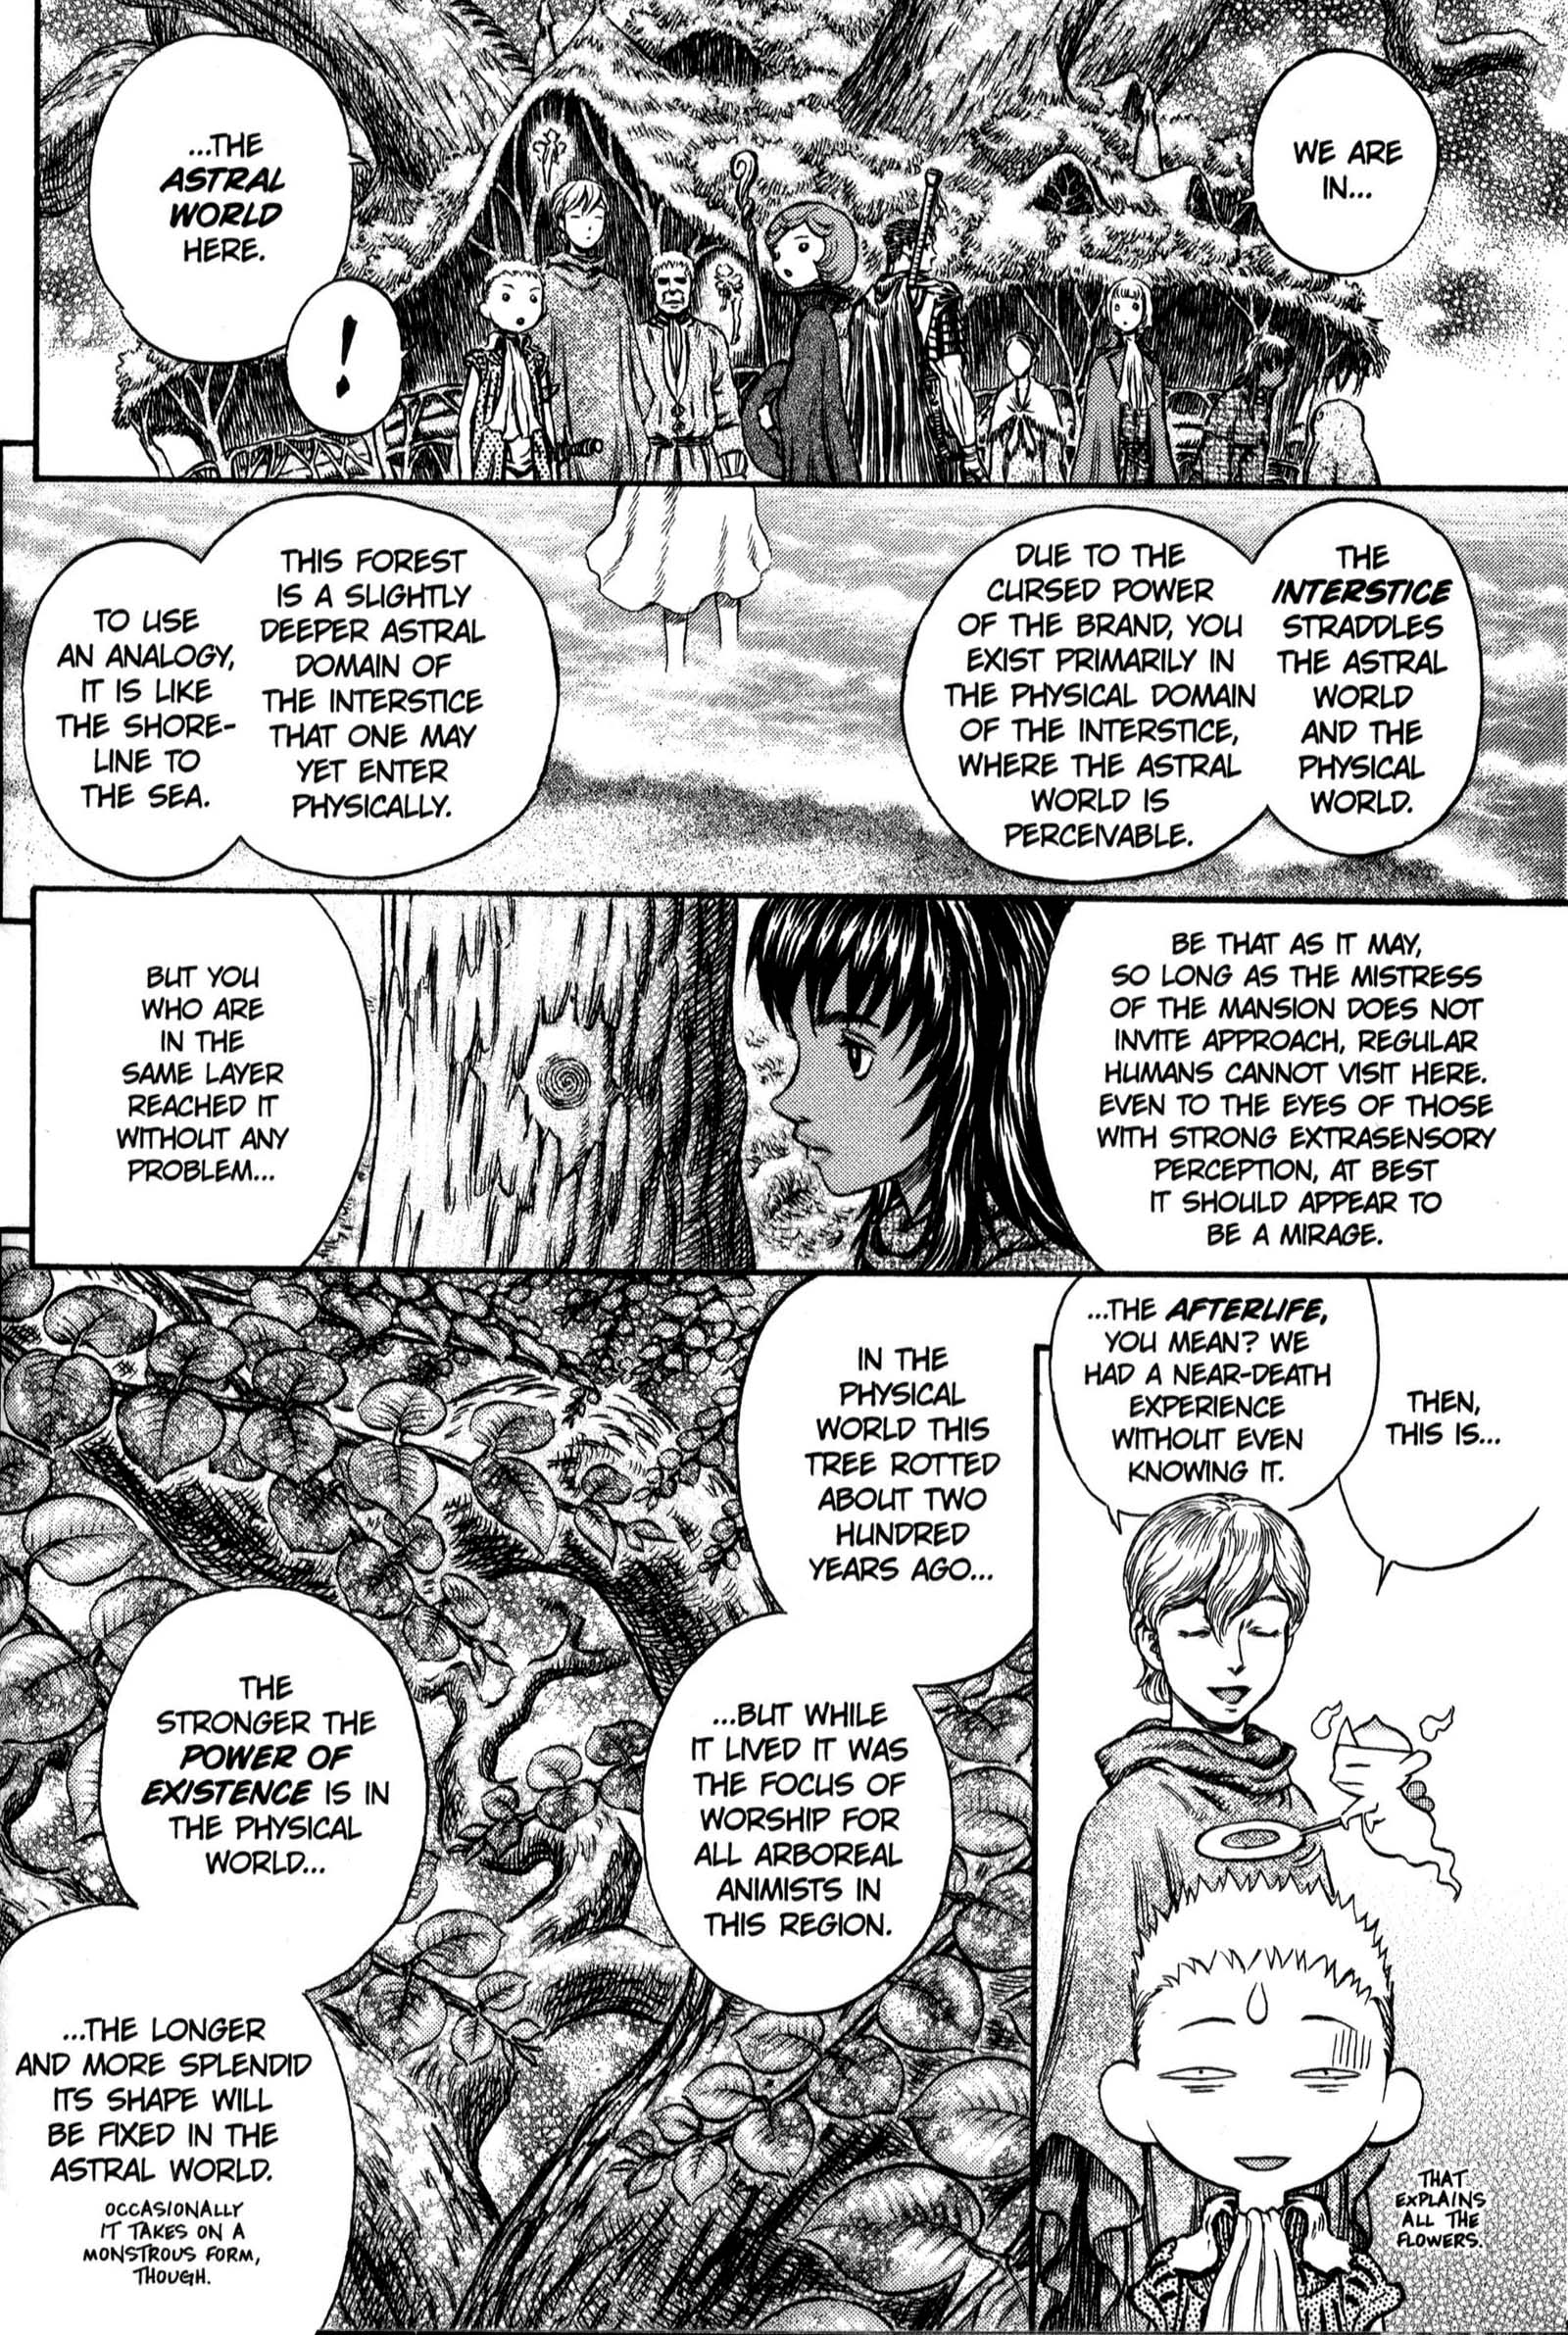 WE ARE
IN...
...THE
ASTRAL
WORLD
HERE.
!
THE
INTERSTICE
STRADDLES
THE ASTRAL
WORLD
AND THE
PHYSICAL
WORLD.
DUE TO THE
CURSED POWER
OF THE BRAND, YOU
EXIST PRIMARILY IN
THE PHYSICAL DOMAIN
OF THE INTERSTICE,
WHERE THE ASTRAL
WORLD IS
PERCEIVABLE.
THIS FOREST
IS A SLIGHTLY
DEEPER ASTRAL
DOMAIN OF
THE INTERSTICE
THAT ONE MAY
YET ENTER
PHYSICALLY.
TO USE
AN ANALOGY,
IT IS LIKE
THE SHORE-
LINE TO
THE SEA.
BE THAT AS IT MAY,
SO LONG AS THE MISTRESS
OF THE MANSION DOES NOT
INVITE APPROACH, REGULAR
HUMANS CANNOT VISIT HERE.
EVEN TO THE EYES OF THOSE
WITH STRONG EXTRASENSORY
PERCEPTION, AT BEST
IT SHOULD APPEAR TO
BE A MIRAGE.
BUT YOU
WHO ARE
IN THE
SAME LAYER
REACHED IT
WITHOUT ANY
PROBLEM...
THEN,
THIS IS...
...THE AFTERLIFE,
YOU MEAN? WE
HAD A NEAR-DEATH
EXPERIENCE
WITHOUT EVEN
KNOWING IT.
THAT
EXPLAINS
ALL THE
FLOWERS.
IN THE
PHYSICAL
WORLD THIS
TREE ROTTED
ABOUT TWO
HUNDRED
YEARS AGO...
...BUT WHILE
IT LIVED IT WAS
THE FOCUS OF
WORSHIP FOR
ALL ARBOREAL
ANIMISTS IN
THIS REGION.
THE
STRONGER THE
POWER OF
EXISTENCE IS IN
THE PHYSICAL
WORLD...
...THE LONGER
AND MORE SPLENDID
ITS SHAPE WILL
BE FIXED IN THE
ASTRAL WORLD.
OCCASIONALLY
IT TAKES ON A
MONSTROUS FORM,
THOUGH.